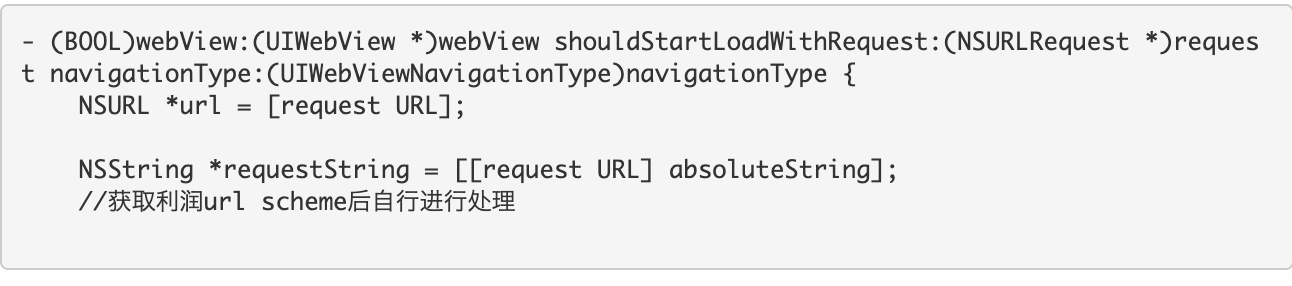 - (BOOL)webView:(UIWebView *)webView shouldStartLoadWithRequest:(NSURLRequest *)reques
t navigationType:(UIWebViewNavigationType)navigationType {
    NSURL *url = [request URL];
    NSString *requestString = [[request URL] absoluteString];
    //获取利润url scheme后自行进行处理